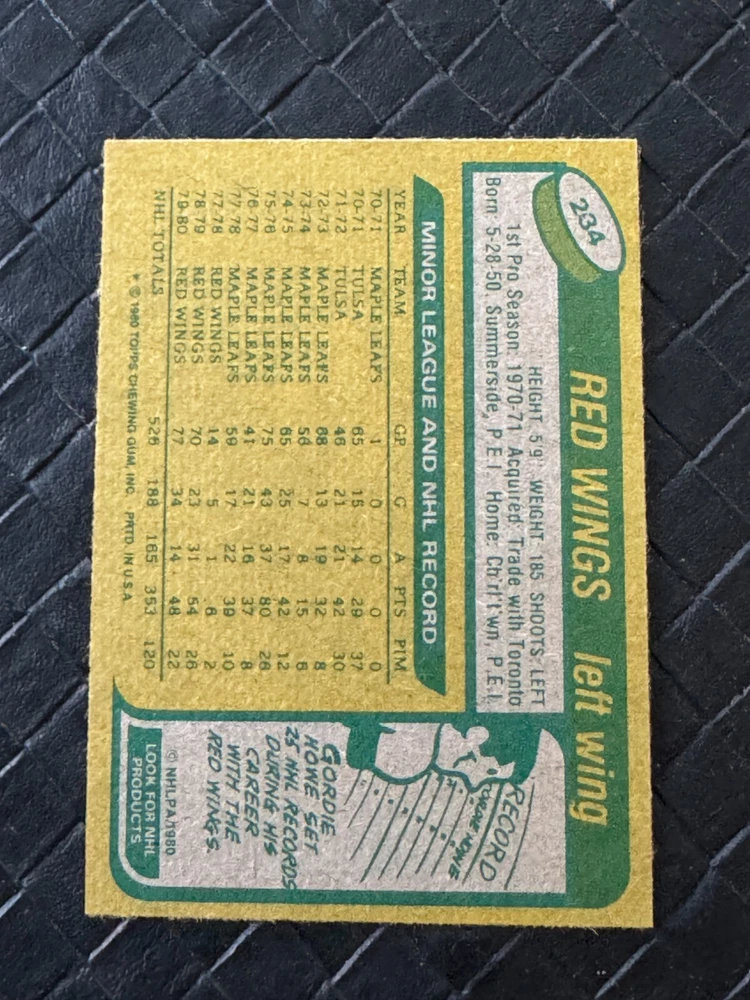 234
RED WINGS left wing
HEIGHT 5'9" WEIGHT 185 SHOOTS: LEFT
1st Pro Season: 1970-71 Acquired: Trade with Toronto
Born: 5-28-50, Summerside, P.E.I. Home: Ch'rl't'wn, P.E.I.
MINOR LEAGUE AND NHL RECORD
YEAR TEAM GP G A PTS PIM
70-71 MAPLE LEAFS 1 0 0 0 0
70-71 TULSA 65 15 14 29 37
71-72 TULSA 46 21 21 42 30
72-73 MAPLE LEAFS 68 13 19 32 8
73-74 MAPLE LEAFS 56 7 8 15 6
74-75 MAPLE LEAFS 65 25 17 42 12
75-76 MAPLE LEAFS 75 43 37 80 26
76-77 MAPLE LEAFS 41 21 16 37 8
77-78 MAPLE LEAFS 59 17 22 39 10
77-78 RED WINGS 14 5 1 6 2
78-79 RED WINGS 70 23 31 54 26
79-80 RED WINGS 77 34 14 48 22
NHL TOTALS 526 188 165 353 120
* © 1980 TOPPS CHEWING GUM, INC. PRTD. IN U.S.A.
RECORD
GORDIE
HOWE SET
25 NHL RECORDS
DURING HIS
CAREER
WITH THE
RED WINGS.
© NHLPA/1980
LOOK FOR NHL
PRODUCTS